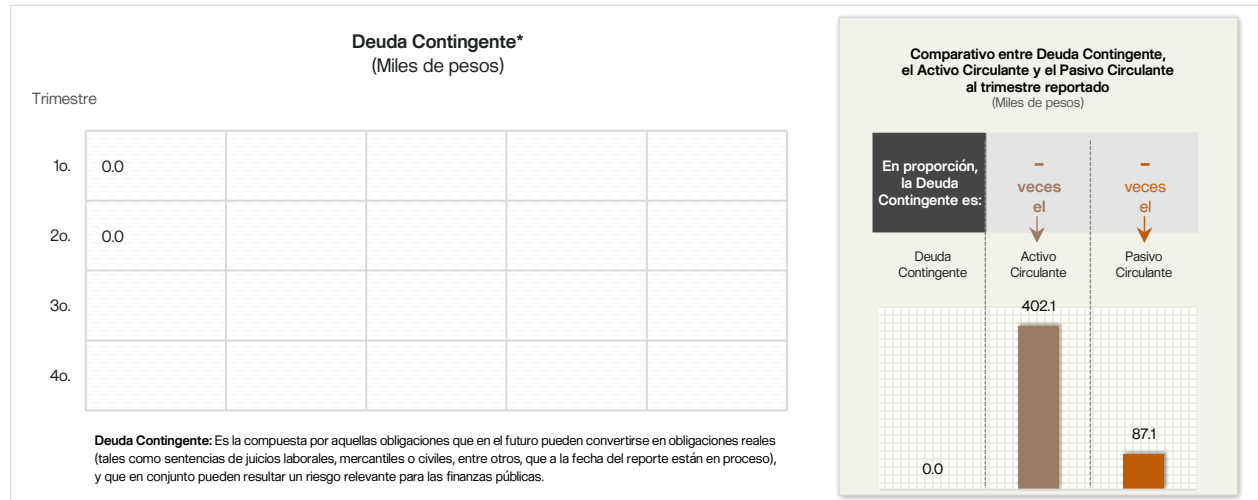 Deuda Contingente*
(Miles de pesos)
Trimestre
1o.
0.0
2o.
0.0
3o.
4o.
Deuda Contingente: Es la compuesta por aquellas obligaciones que en el futuro pueden convertirse en obligaciones reales
(tales como sentencias de juicios laborales, mercantiles o civiles, entre otros, que a la fecha del reporte están en proceso),
y que en conjunto pueden resultar un riesgo relevante para las finanzas públicas.
Comparativo entre Deuda Contingente,
el Activo Circulante y el Pasivo Circulante
al trimestre reportado
(Miles de pesos)
En proporción,
la Deuda
Contingente es:
–
veces
el
–
veces
el
Deuda
Contingente
Activo
Circulante
Pasivo
Circulante
402.1
87.1
0.0